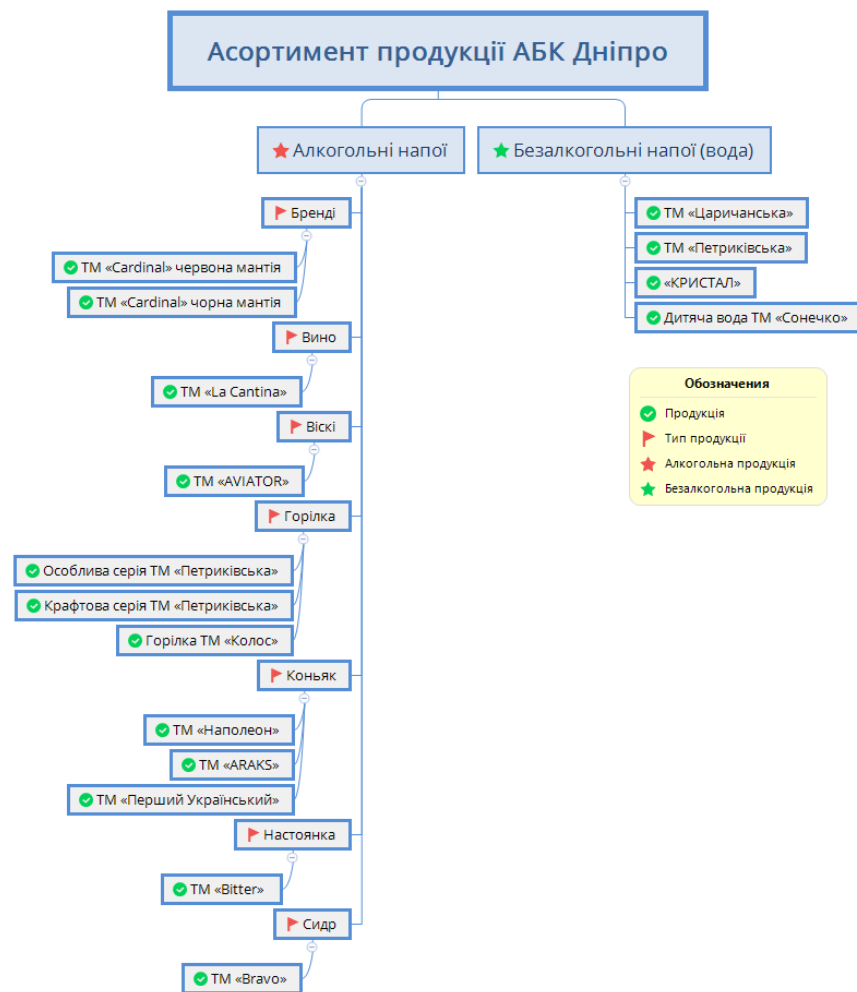 Асортимент продукції АБК Дніпро
Алкогольні напої
Безалкогольні напої (вода)
Бренді
ТМ «Cardinal» червона мантія
ТМ «Cardinal» чорна мантія
Вино
ТМ «La Cantina»
Віскі
ТМ «AVIATOR»
Горілка
Особлива серія ТМ «Петриківська»
Крафтова серія ТМ «Петриківська»
Горілка ТМ «Колос»
Коньяк
ТМ «Наполеон»
ТМ «ARAKS»
ТМ «Перший Український»
Настоянка
ТМ «Bitter»
Сидр
ТМ «Bravo»
ТМ «Царичанська»
ТМ «Петриківська»
«КРИСТАЛ»
Дитяча вода ТМ «Сонечко»
Обозначения
Продукція
Тип продукції
Алкогольна продукція
Безалкогольна продукція